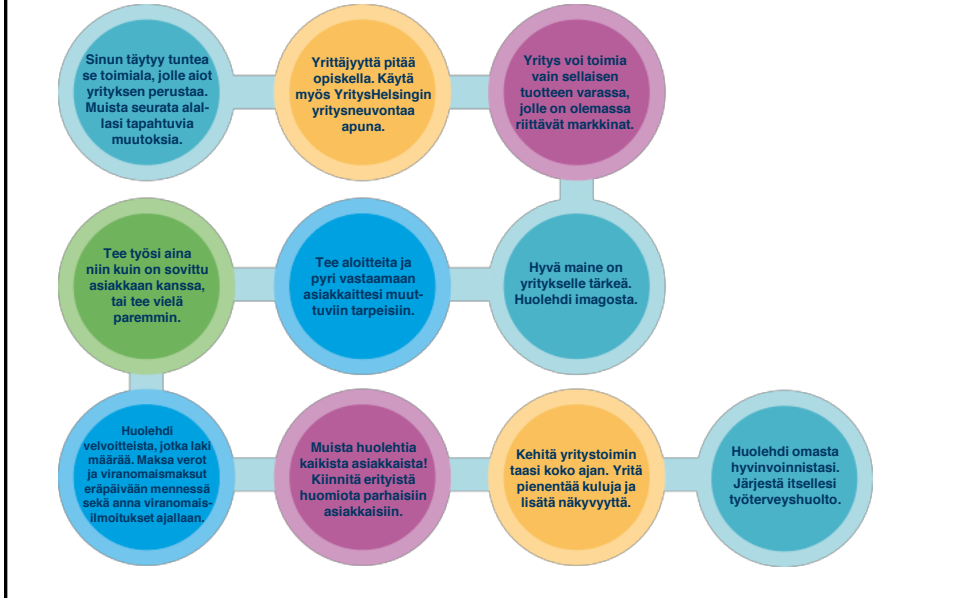 Sinun täytyy tuntea
se toimiala, jolle aiot
yrityksen perustaa.
Muista seurata alal-
lasi tapahtuvia
muutoksia.
Yrittäjyyttä pitää
opiskella. Käytä
myös YritysHelsingin
yritysneuvontaa
apuna.
Yritys voi toimia
vain sellaisen
tuotteen varassa,
jolle on olemassa
riittävät markkinat.
Hyvä maine on
yritykselle tärkeä.
Huolehdi imagosta.
Tee aloitteita ja
pyri vastaamaan
asiakkaittesi muut-
tuviin tarpeisiin.
Tee työsi aina
niin kuin on sovittu
asiakkaan kanssa,
tai tee vielä
paremmin.
Huolehdi
velvoitteista, jotka laki
määrää. Maksa verot
ja viranomaismaksut
eräpäivään mennessä
sekä anna viranomais-
ilmoitukset ajallaan.
Muista huolehtia
kaikista asiakkaista!
Kiinnitä erityistä
huomiota parhaisiin
asiakkaisiin.
Kehitä yritystoimin
taasi koko ajan. Yritä
pienentää kuluja ja
lisätä näkyvyyttä.
Huolehdi omasta
hyvinvoinnistasi.
Järjestä itsellesi
työterveyshuolto.